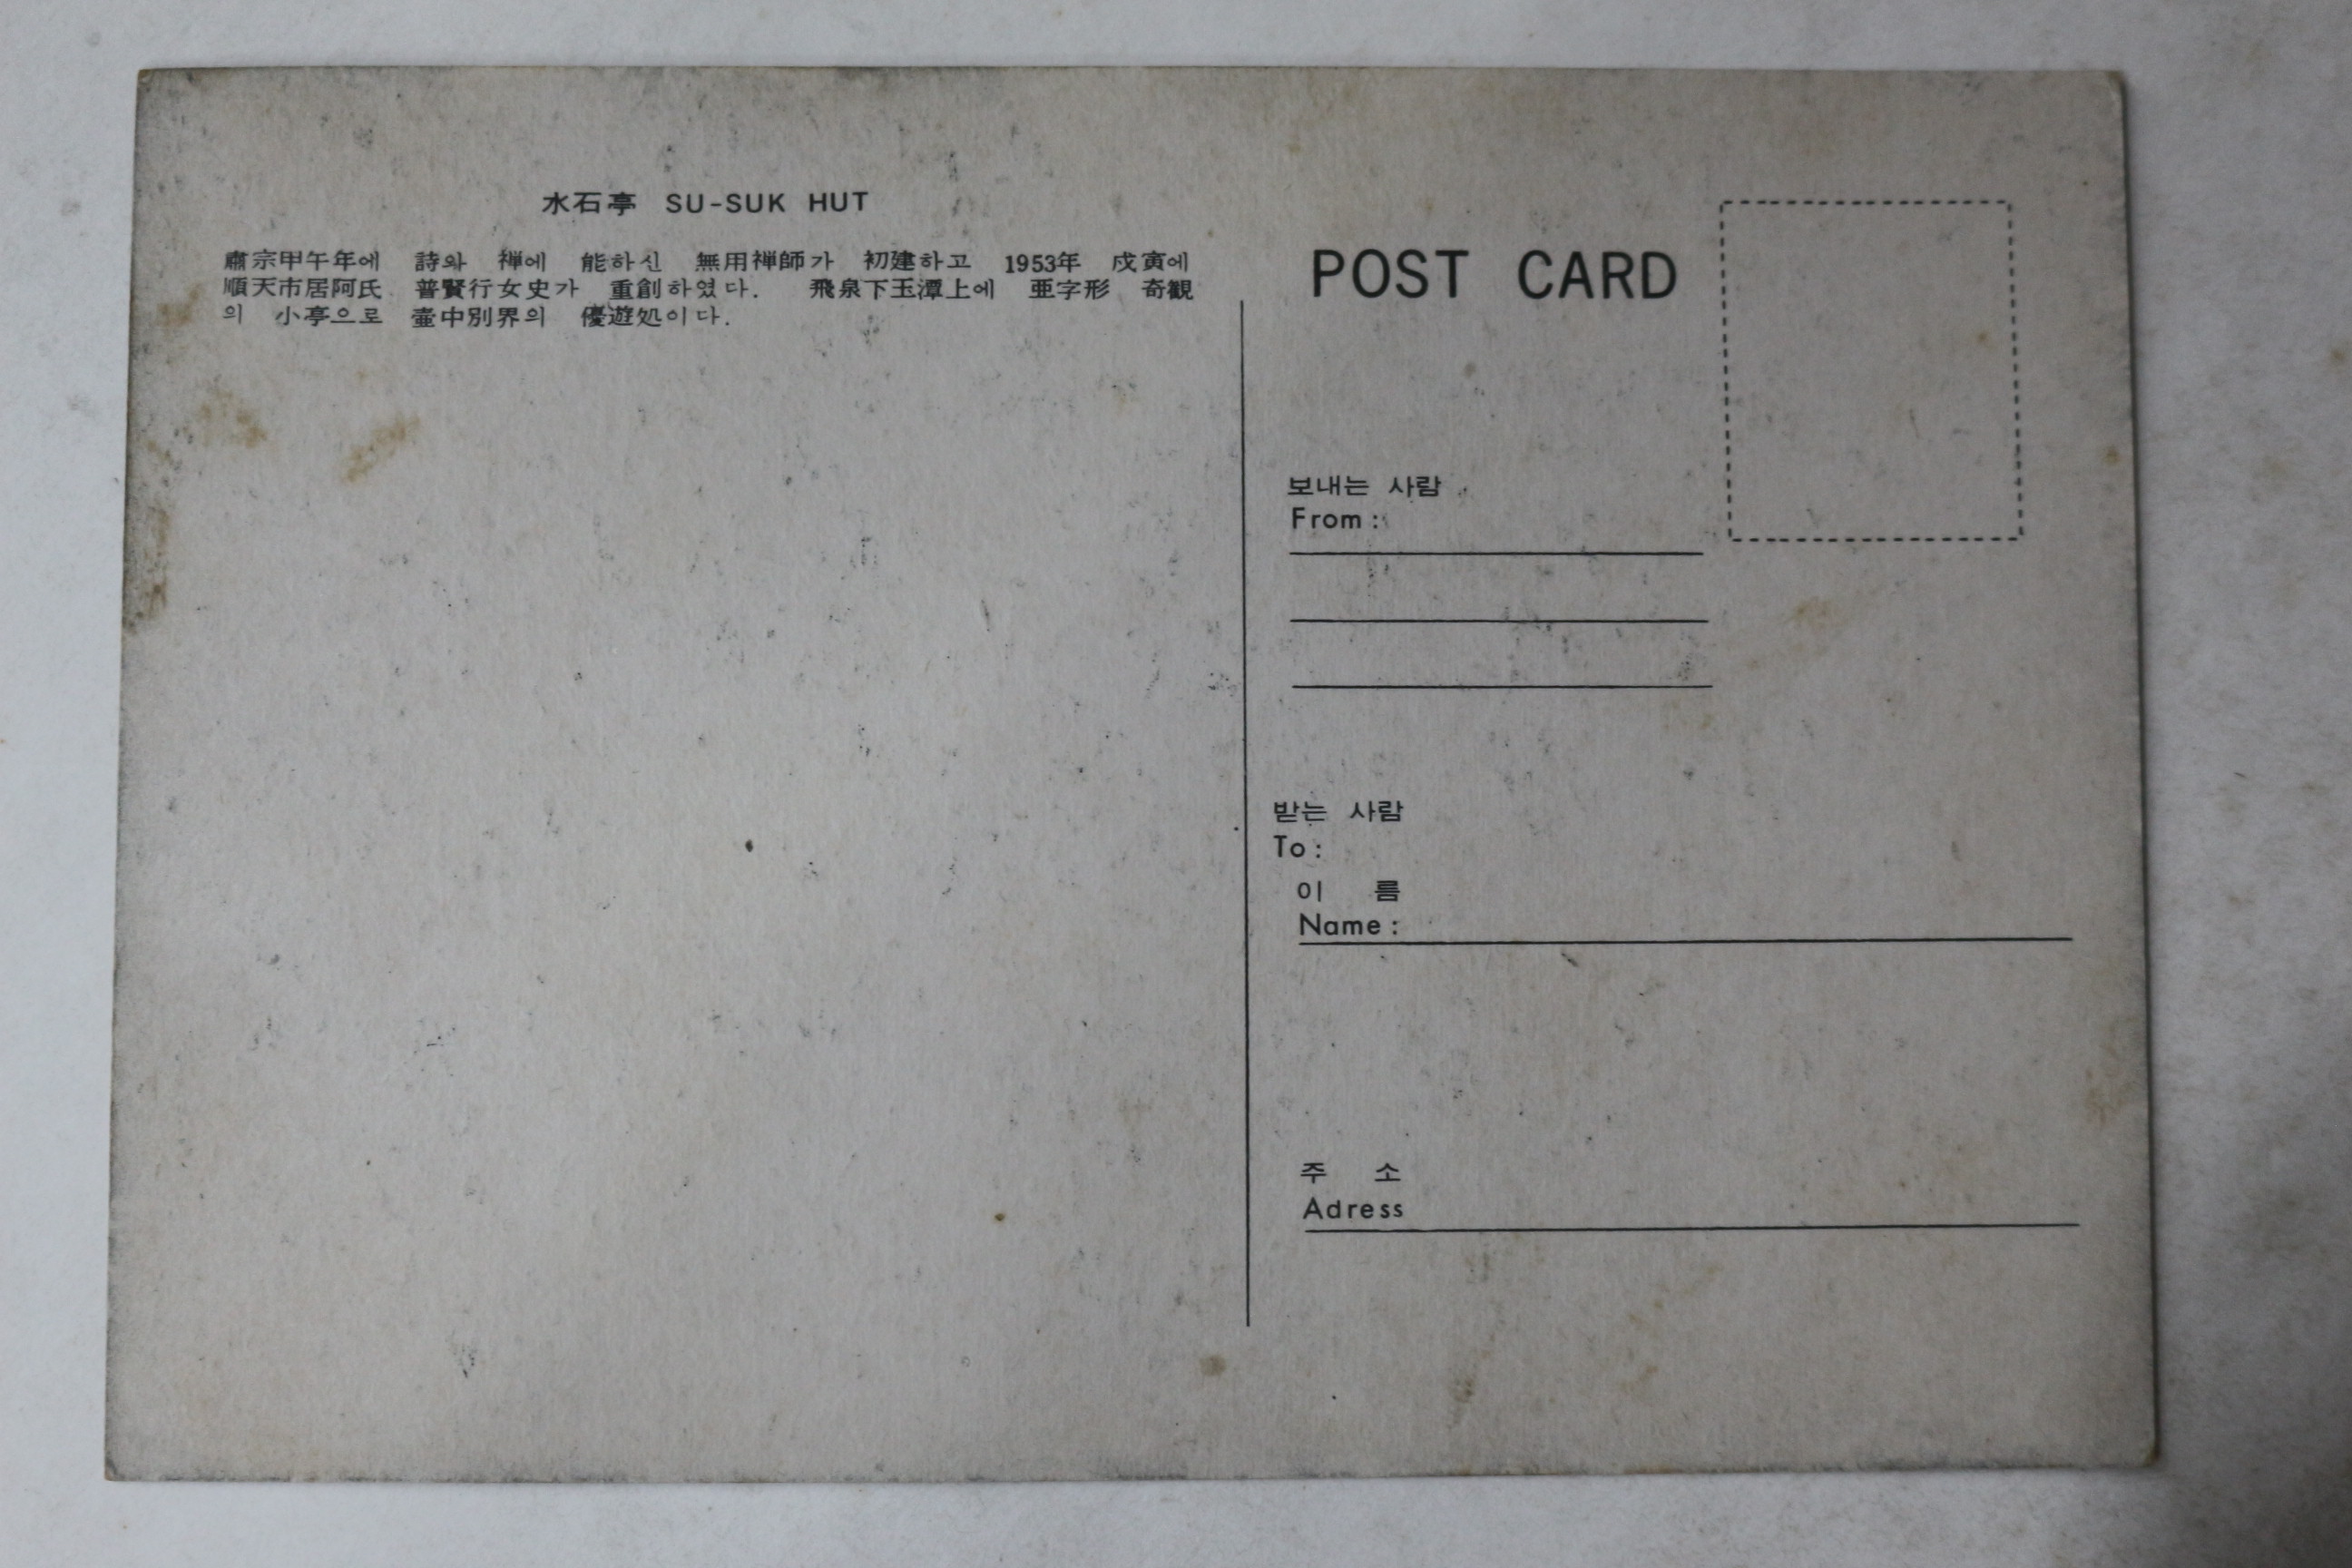 水石亭 SU-SUK HUT
肅宗甲午年에 詩와 禅에 能하신 無用禅師가 初建하고 1953年 戊寅에
順天市居阿氏 普賢行女史가 重創하였다. 飛泉下玉潭上에 亜字形 奇観
의 小亭으로 壷中別界의 優遊処이다.
POST CARD
보내는 사람
From :
받는 사람
To :
이 름
Name :
주 소
Adress